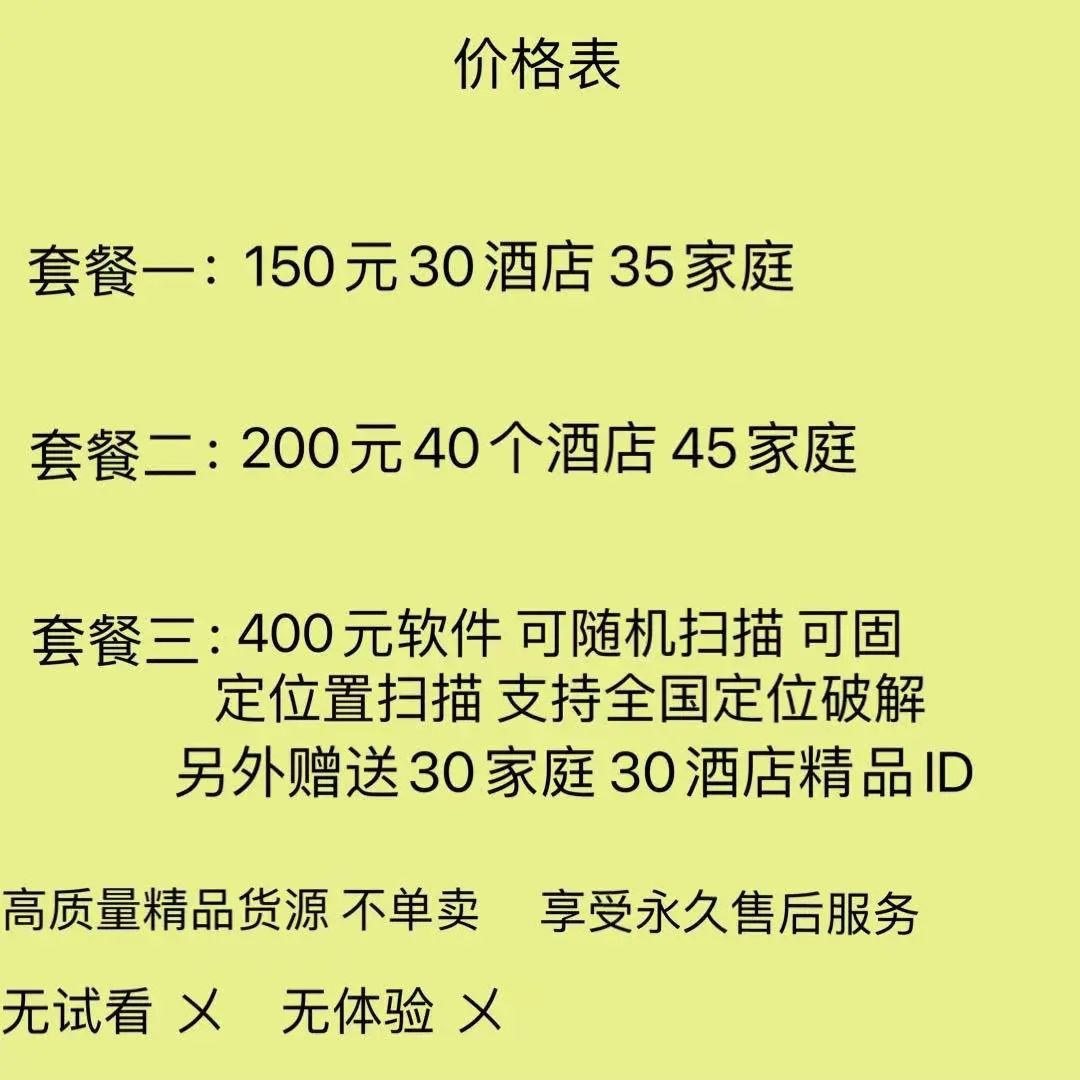 价格表
套餐一：150元30酒店 35家庭
套餐二：200元40个酒店 45家庭
套餐三：400元软件 可随机扫描 可固
定位置扫描 支持全国定位破解
另外赠送30家庭 30酒店精品ID
高质量精品货源 不单卖 享受永久售后服务
无试看 㐅 无体验 㐅